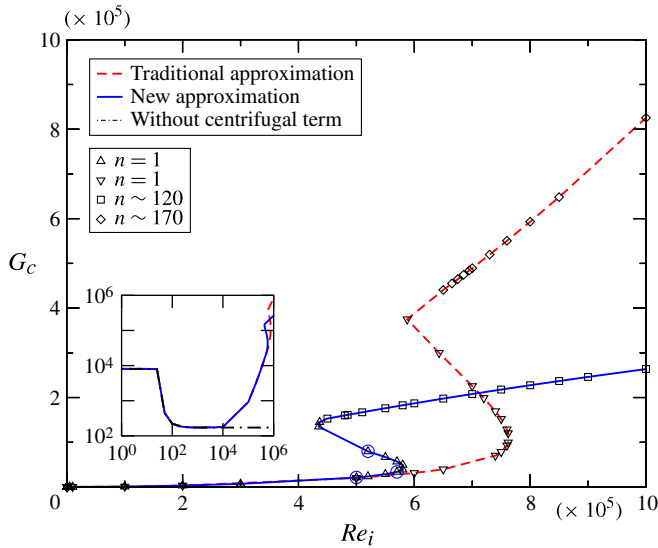 (× 10⁵)
10
Traditional approximation
New approximation
Without centrifugal term
8
n = 1
n = 1
n ∼ 120
n ∼ 170
6
G_c
10⁶
4
10⁴
2
10²
10⁰ 10² 10⁴ 10⁶
0
0 2 4 6 8 10
(× 10⁵)
Re_i